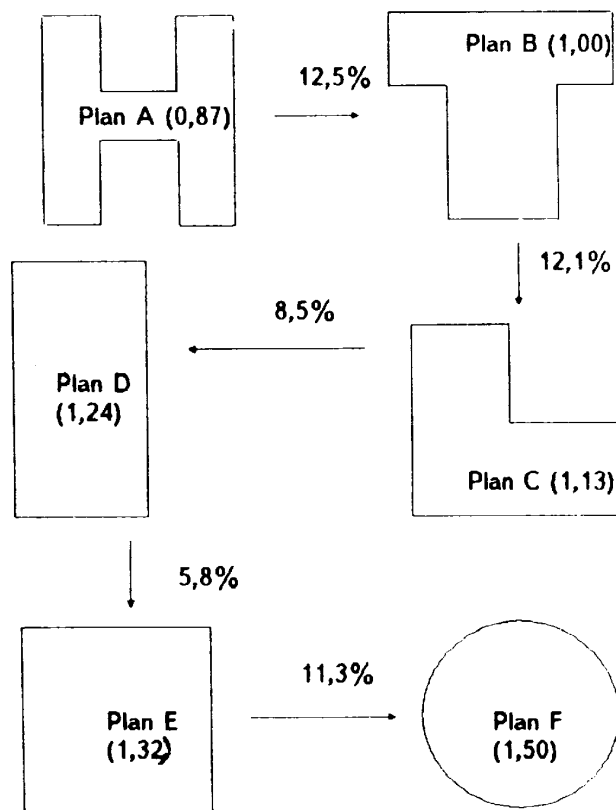 Plan A (0,87)
12,5%
Plan B (1,00)
12,1%
8,5%
Plan C (1,13)
Plan D
(1,24)
5,8%
Plan E
(1,32)
11,3%
Plan F
(1,50)